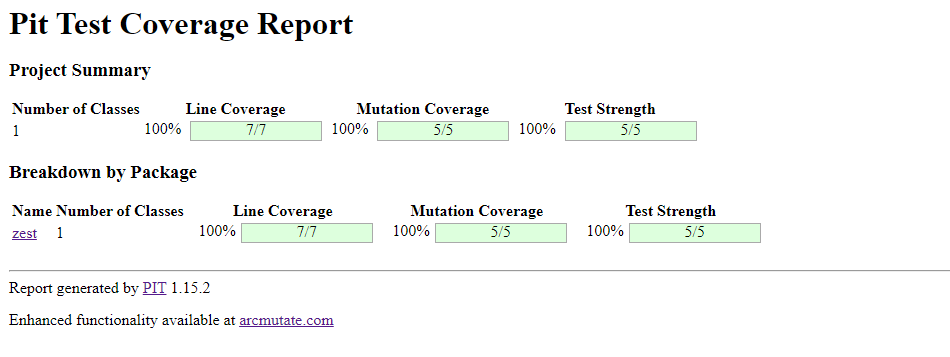 Pit Test Coverage Report
Project Summary
Number of Classes Line Coverage Mutation Coverage Test Strength
1 100% 7/7 100% 5/5 100% 5/5
Breakdown by Package
Name Number of Classes Line Coverage Mutation Coverage Test Strength
zest 1 100% 7/7 100% 5/5 100% 5/5
Report generated by PIT 1.15.2
Enhanced functionality available at arcmutate.com